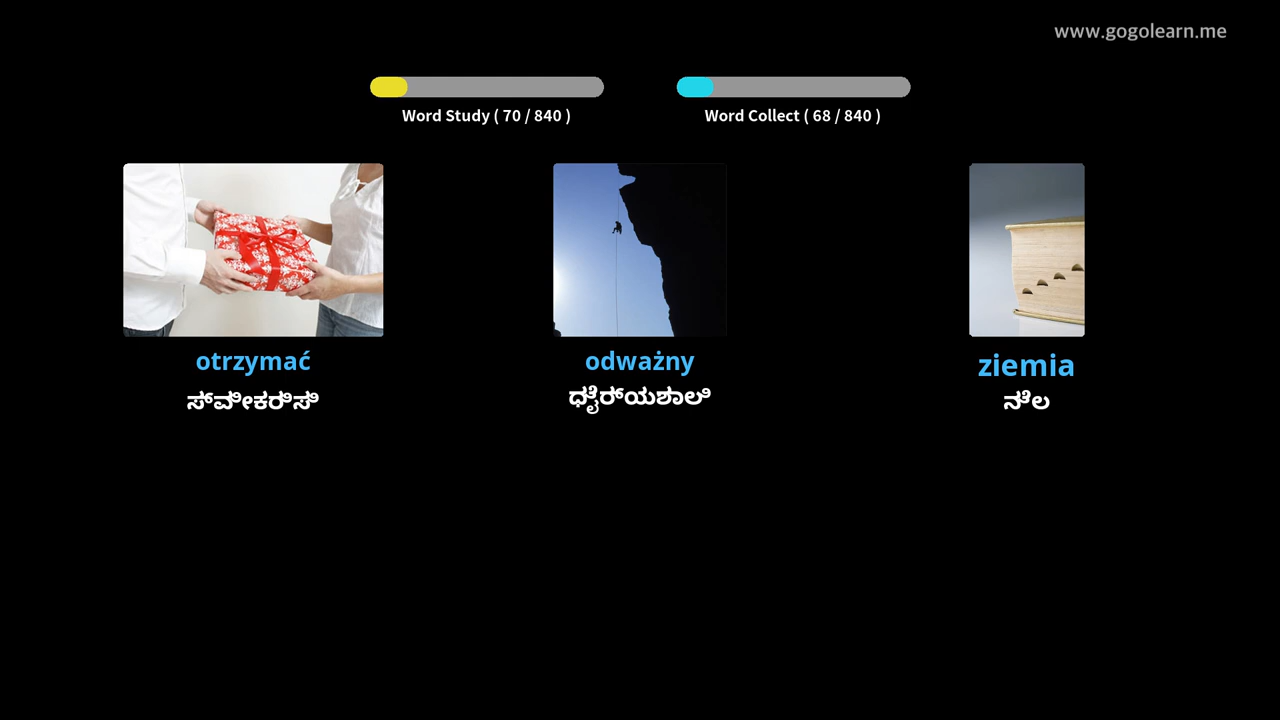 www.gogolearn.me
Word Study ( 70 / 840 )
Word Collect ( 68 / 840 )
otrzymać
odważny
ziemia
ಸ್ವೀಕರಿಸಿ
ಧೈರ್ಯಶಾಲಿ
ನೆಲ